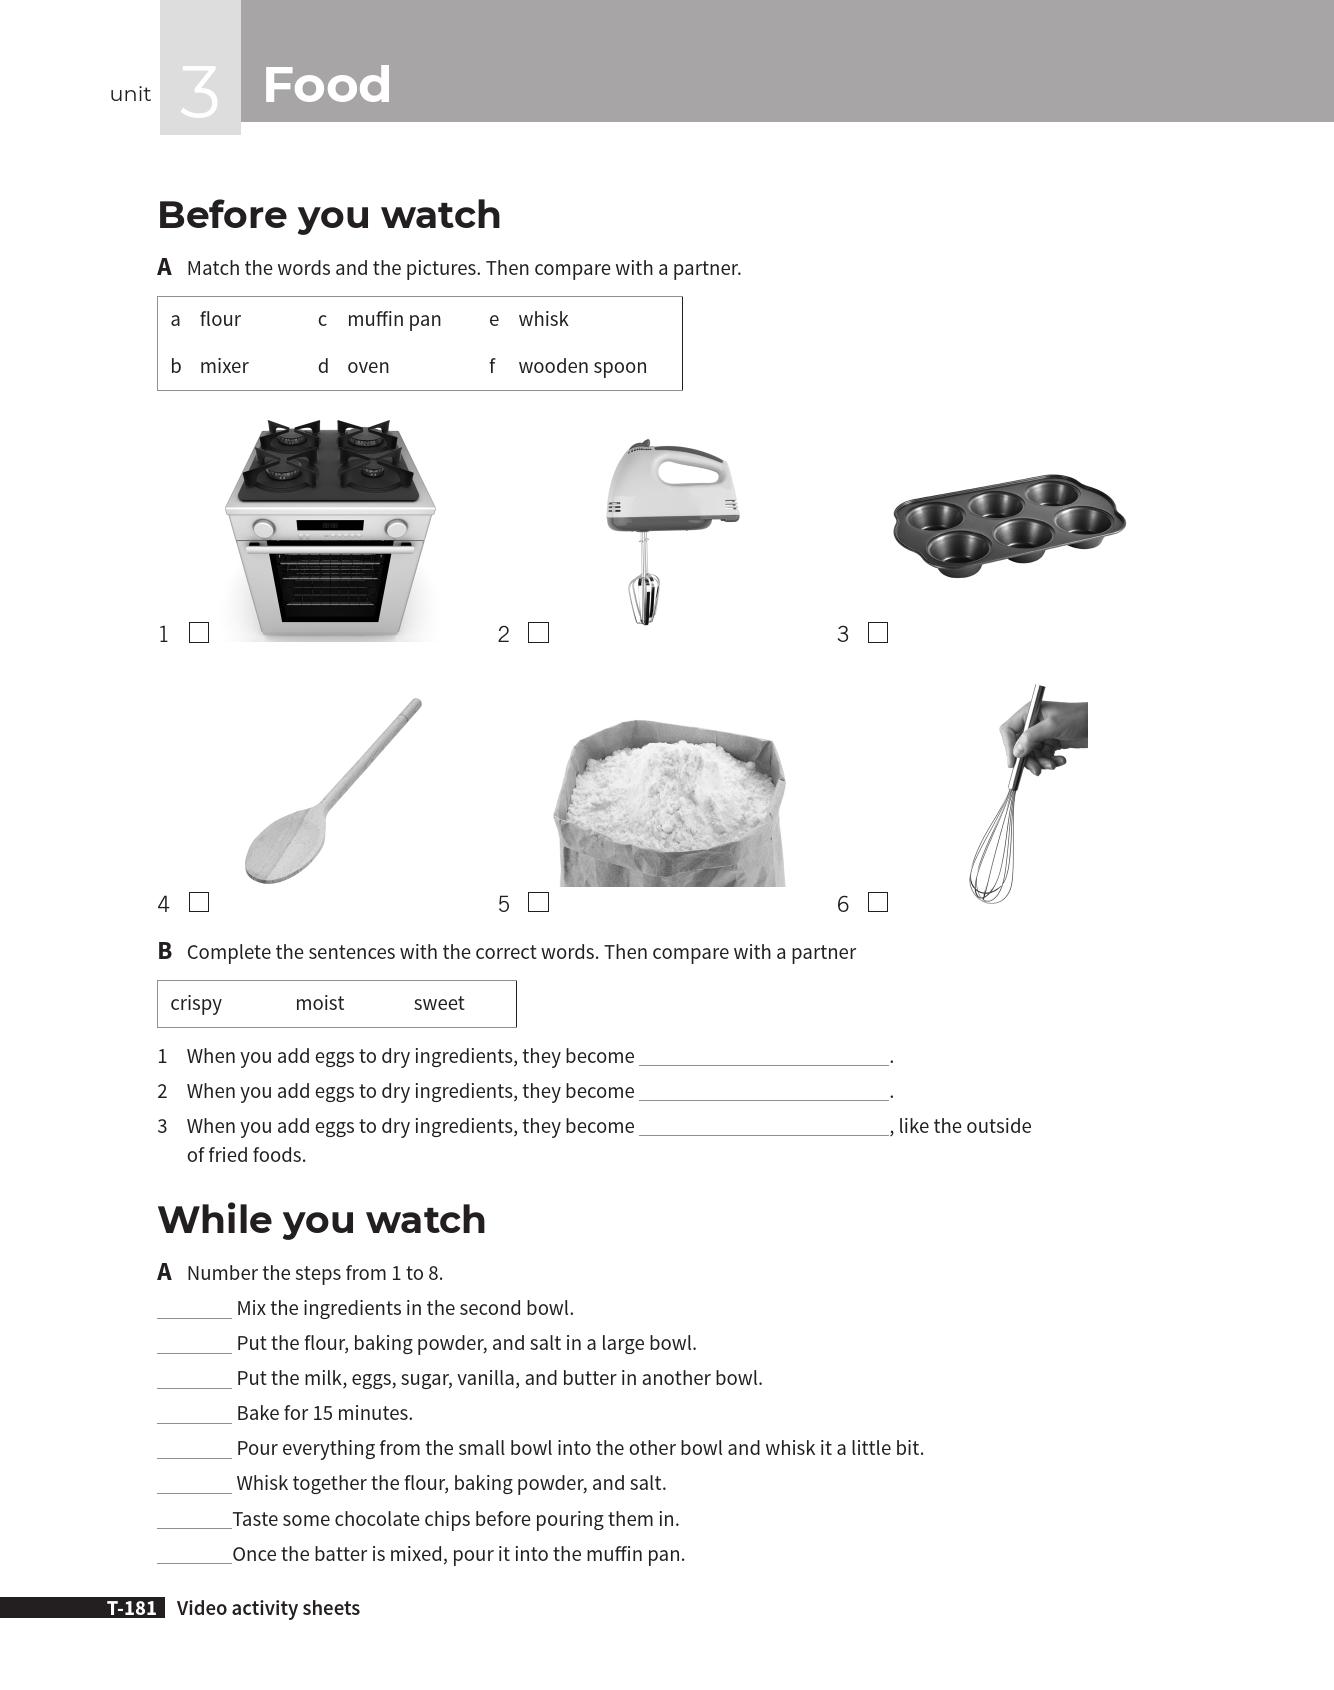 unit 3 Food
Before you watch
A Match the words and the pictures. Then compare with a partner.
a flour c muffin pan e whisk
b mixer d oven f wooden spoon
1 2 3
4 5 6
B Complete the sentences with the correct words. Then compare with a partner
crispy moist sweet
1 When you add eggs to dry ingredients, they become ____________________.
2 When you add eggs to dry ingredients, they become ____________________.
3 When you add eggs to dry ingredients, they become ____________________, like the outside
of fried foods.
While you watch
A Number the steps from 1 to 8.
______ Mix the ingredients in the second bowl.
______ Put the flour, baking powder, and salt in a large bowl.
______ Put the milk, eggs, sugar, vanilla, and butter in another bowl.
______ Bake for 15 minutes.
______ Pour everything from the small bowl into the other bowl and whisk it a little bit.
______ Whisk together the flour, baking powder, and salt.
______Taste some chocolate chips before pouring them in.
______Once the batter is mixed, pour it into the muffin pan.
T-181 Video activity sheets